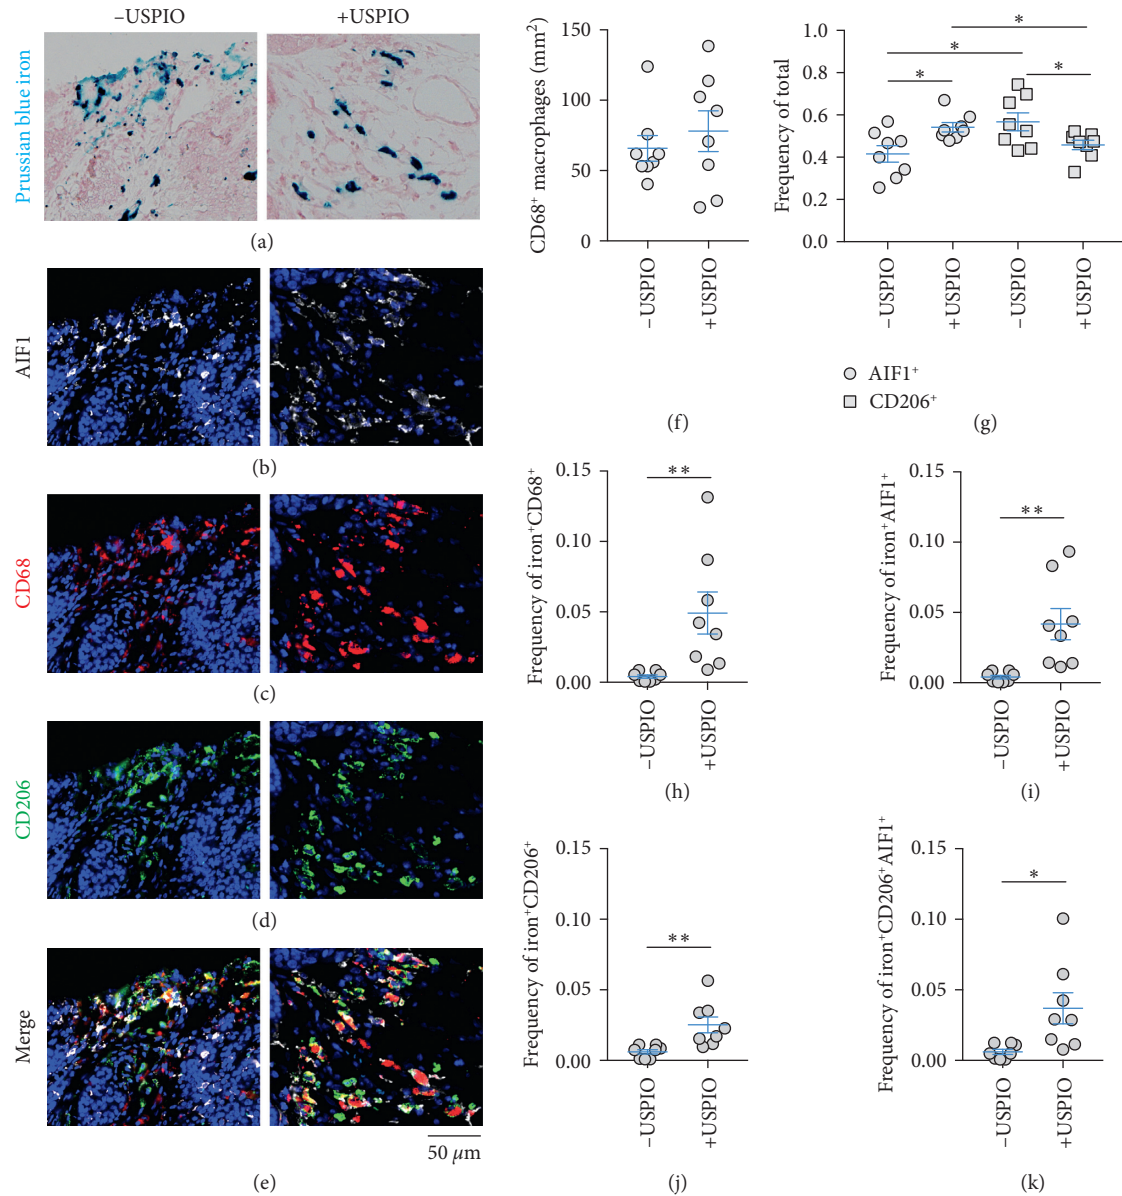 −USPIO
+USPIO
Prussian blue iron
(a)
AIF1
(b)
CD68
(c)
CD206
(d)
Merge
50 µm
(e)
CD68⁺ macrophages (mm²)
150
100
50
0
−USPIO
+USPIO
(f)
Frequency of total
1.0
0.8
0.6
0.4
0.2
0.0
*
*
*
*
−USPIO
+USPIO
−USPIO
+USPIO
AIF1⁺
CD206⁺
(g)
Frequency of iron⁺CD68⁺
0.15
0.10
0.05
0.00
**
−USPIO
+USPIO
(h)
Frequency of iron⁺AIF1⁺
0.15
0.10
0.05
0.00
**
−USPIO
+USPIO
(i)
Frequency of iron⁺CD206⁺
0.15
0.10
0.05
0.00
**
−USPIO
+USPIO
(j)
Frequency of iron⁺CD206⁺AIF1⁺
0.15
0.10
0.05
0.00
*
−USPIO
+USPIO
(k)